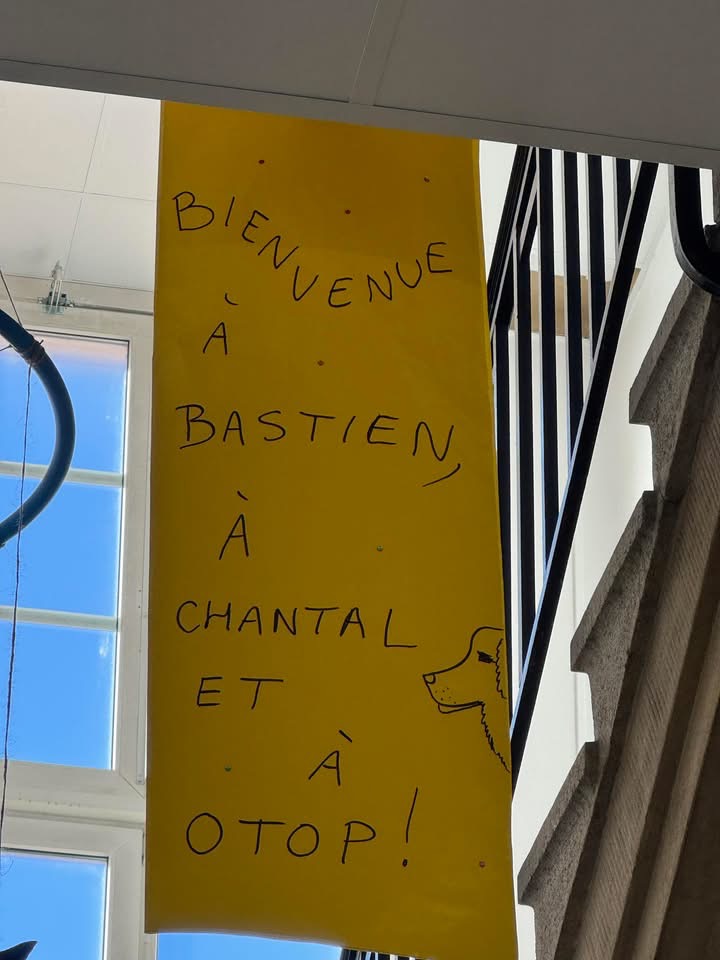 BIENVENUE
À
BASTIEN,
À
CHANTAL
ET
À
OTOP!